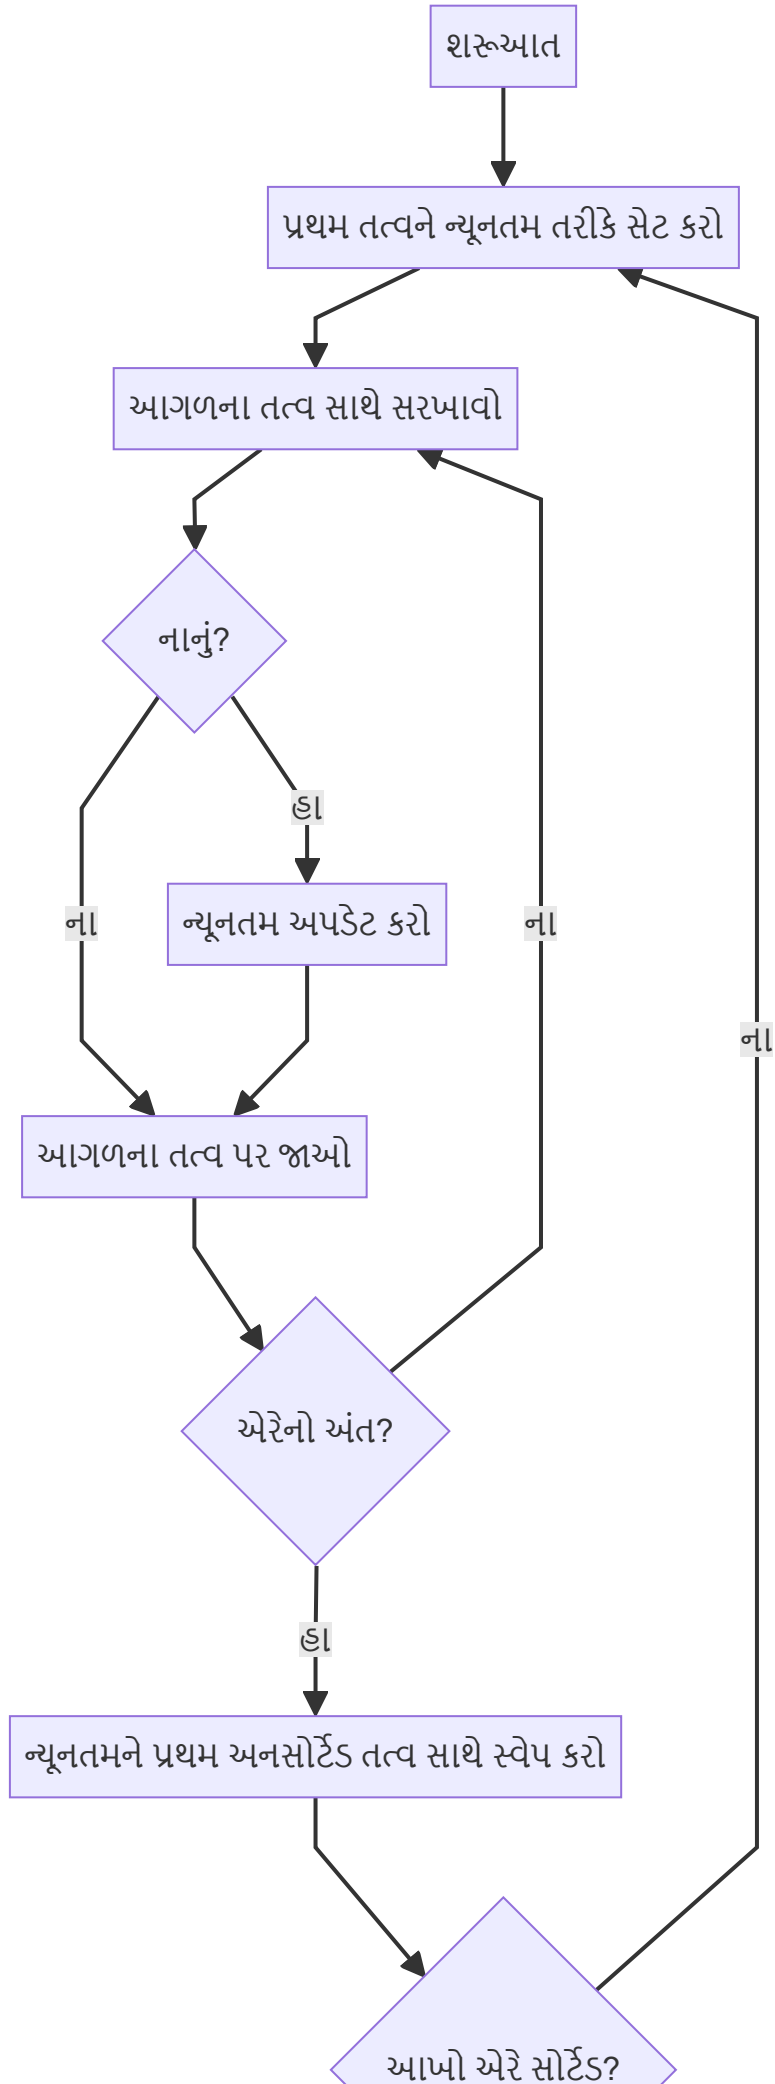 શરૂઆત
પ્રથમ તત્વને ન્યૂનતમ તરીકે સેટ કરો
આગળના તત્વ સાથે સરખાવો
નાનું?
હા
ના
ન્યૂનતમ અપડેટ કરો
ના
ના
આગળના તત્વ પર જાઓ
એરેનો અંત?
હા
ન્યૂનતમને પ્રથમ અનસોર્ટેડ તત્વ સાથે સ્વેપ કરો
આખો એરે સોર્ટેડ?